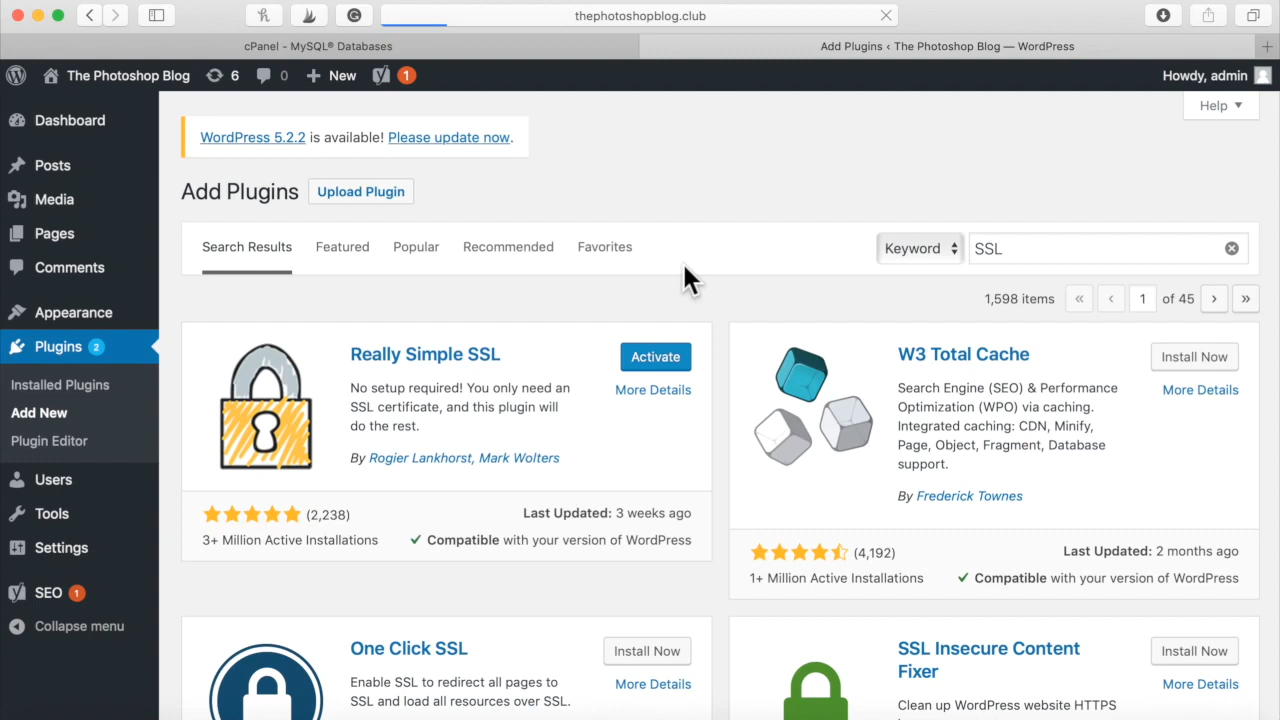 thephotoshopblog.club
cPanel - MySQL® Databases
Add Plugins ‹ The Photoshop Blog — WordPress
The Photoshop Blog 6 0 New 1 Howdy, admin
Help
Dashboard
Posts
Media
Pages
Comments
Appearance
Plugins 2
Installed Plugins
Add New
Plugin Editor
Users
Tools
Settings
SEO 1
Collapse menu
WordPress 5.2.2 is available! Please update now.
Add Plugins Upload Plugin
Search Results Featured Popular Recommended Favorites Keyword SSL
1,598 items « ‹ 1 of 45 › »
Really Simple SSL
Activate
More Details
No setup required! You only need an
SSL certificate, and this plugin will
do the rest.
By Rogier Lankhorst, Mark Wolters
(2,238)
Last Updated: 3 weeks ago
3+ Million Active Installations
Compatible with your version of WordPress
W3 Total Cache
Install Now
More Details
Search Engine (SEO) & Performance
Optimization (WPO) via caching.
Integrated caching: CDN, Minify,
Page, Object, Fragment, Database
support.
By Frederick Townes
(4,192)
Last Updated: 2 months ago
1+ Million Active Installations
Compatible with your version of WordPress
One Click SSL
Install Now
More Details
Enable SSL to redirect all pages to
SSL and load all resources over SSL.
SSL Insecure Content
Fixer
Install Now
More Details
Clean up WordPress website HTTPS